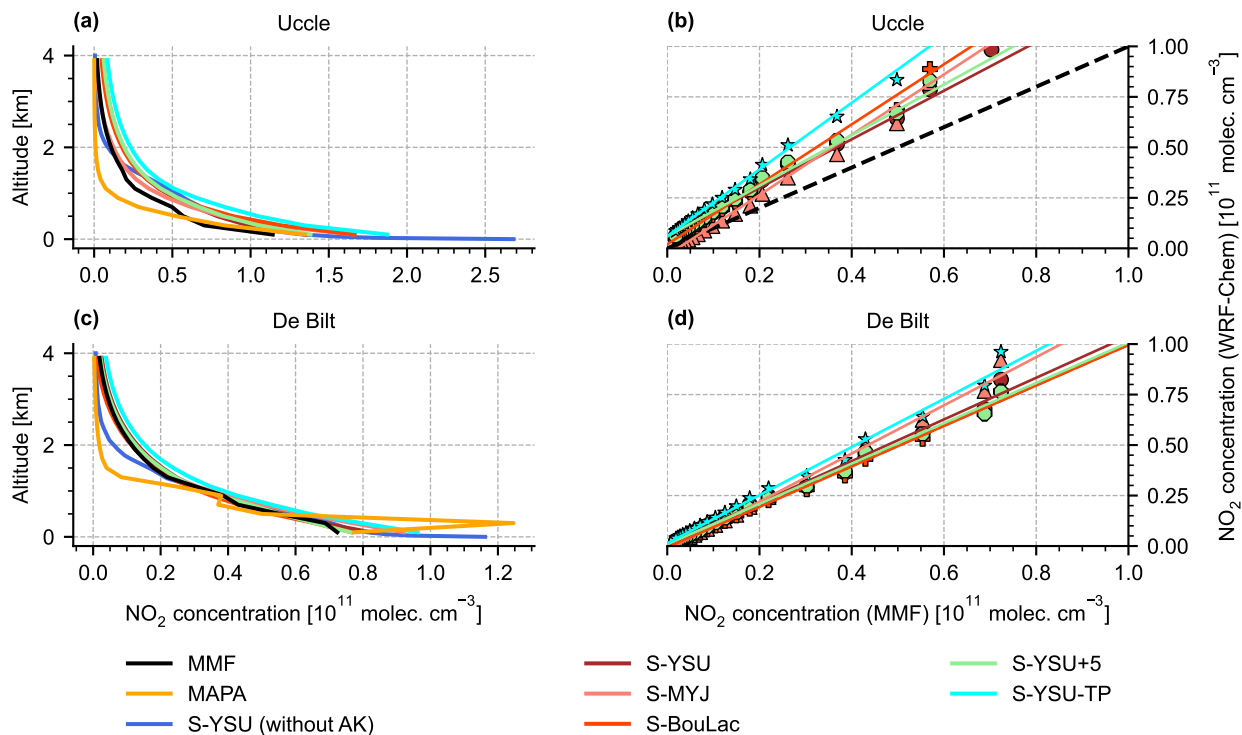 (a)
Uccle
4
2
0
Altitude [km]
0.0
0.5
1.0
1.5
2.0
2.5
(b)
Uccle
1.00
0.75
0.50
0.25
0.00
0.0
0.2
0.4
0.6
0.8
1.0
(c)
De Bilt
4
2
0
Altitude [km]
0.0
0.2
0.4
0.6
0.8
1.0
1.2
NO₂ concentration [10¹¹ molec. cm⁻³]
(d)
De Bilt
1.00
0.75
0.50
0.25
0.00
0.0
0.2
0.4
0.6
0.8
1.0
NO₂ concentration (MMF) [10¹¹ molec. cm⁻³]
NO₂ concentration (WRF-Chem) [10¹¹ molec. cm⁻³]
MMF
MAPA
S-YSU (without AK)
S-YSU
S-MYJ
S-BouLac
S-YSU+5
S-YSU-TP